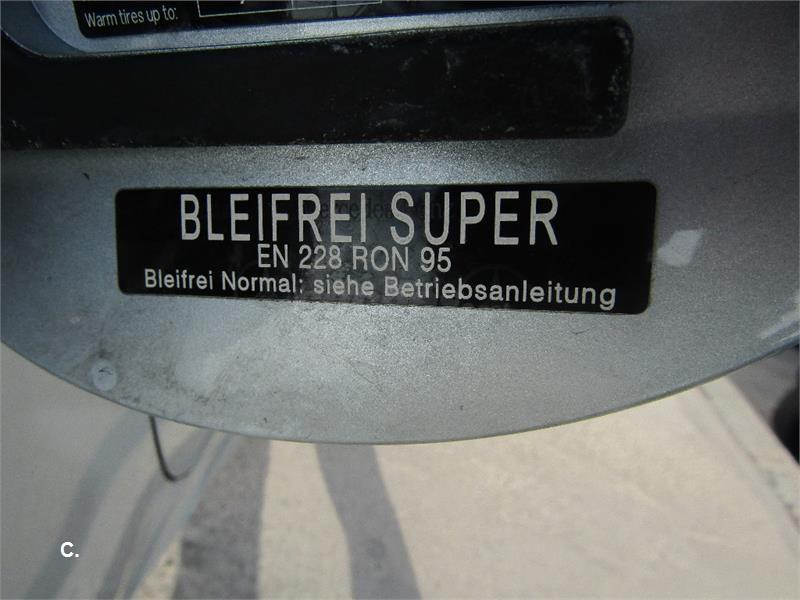 Warm tires up to:
BLEIFREI SUPER
EN 228 RON 95
Bleifrei Normal: siehe Betriebsanleitung
C.